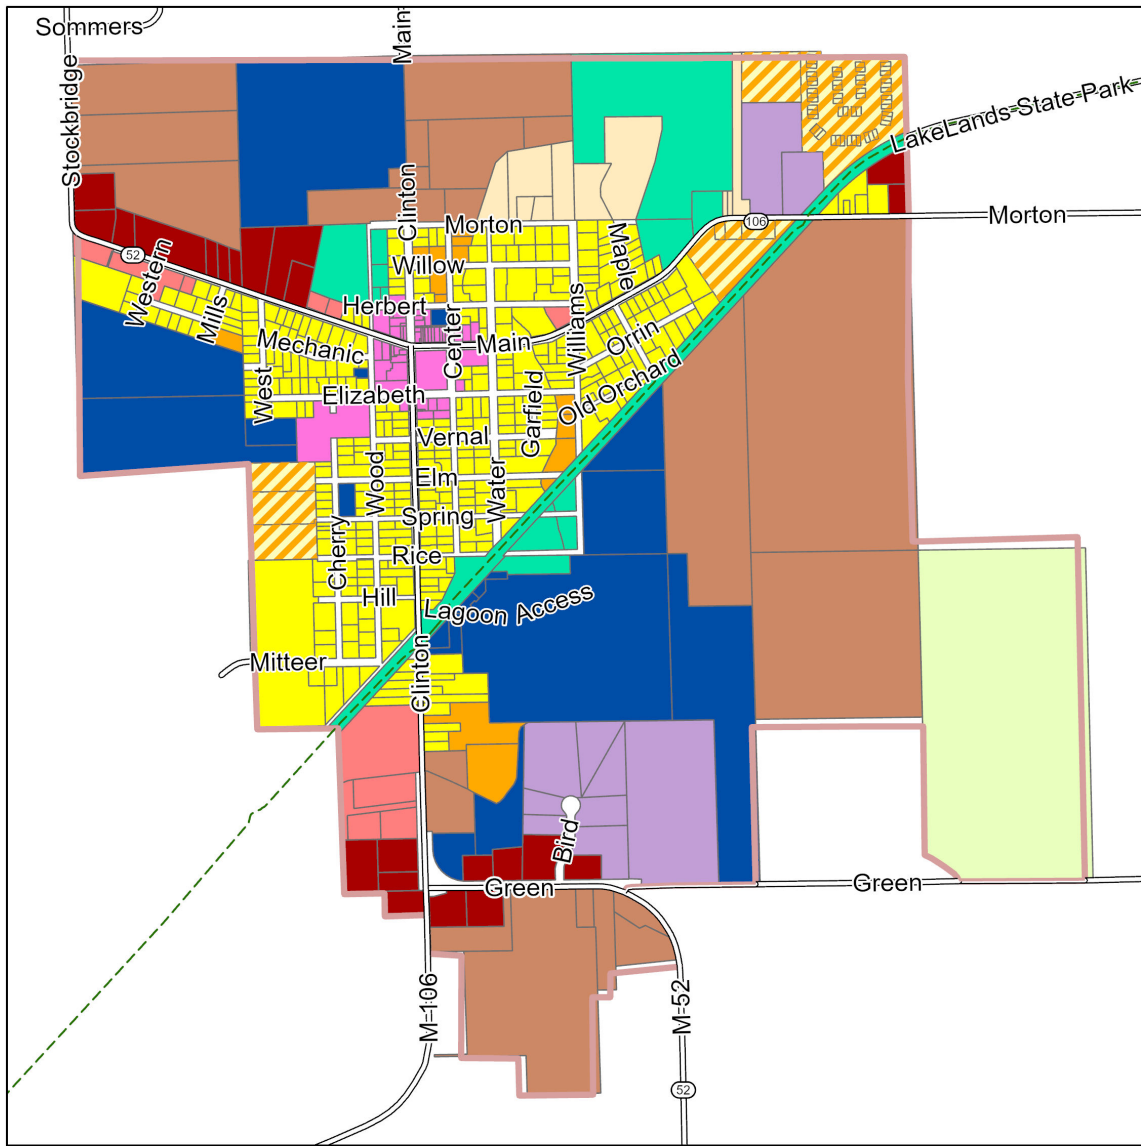 Sommers
Main
Stockbridge
LakeLands State Park
Clinton
Morton
106
Morton
Maple
52
Western
Willow
Mills
Herbert
Williams
Center
Main
Orrin
Mechanic
West
Elizabeth
Garfield
Old Orchard
Vernal
Wood
Elm
Water
Spring
Cherry
Rice
Hill
Lagoon Access
Mitteer
Clinton
Bird
Green
Green
M-106
M-52
52